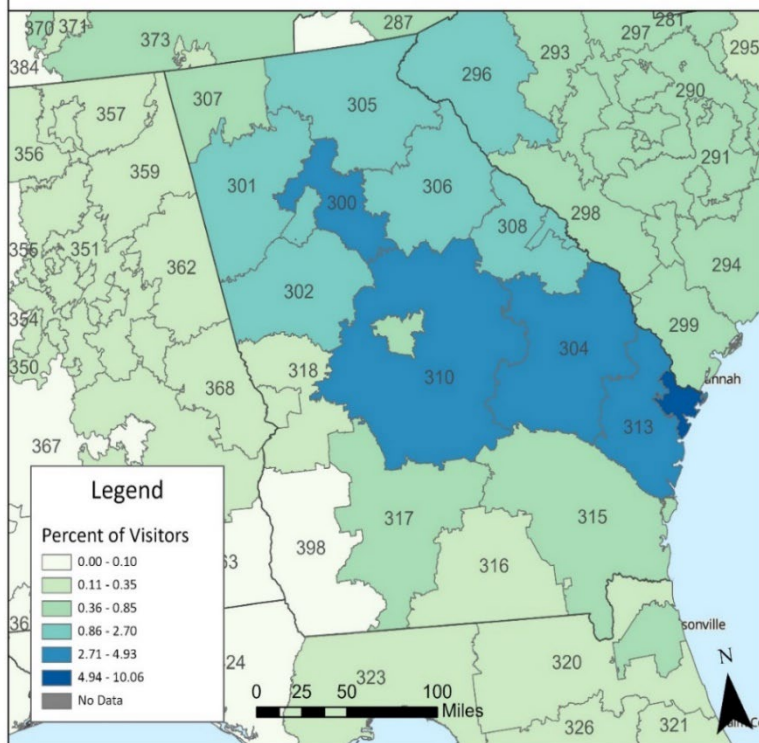 370 371 373 287 293 297 281 295
384
307 305 296 290
357
356 359 291
301 300 306
308 298
355 351 362 294
302
299
354 304
318 310 annah
350 368 313
367
Legend
Percent of Visitors
0.00 - 0.10
0.11 - 0.35
0.36 - 0.85
0.86 - 2.70
2.71 - 4.93
4.94 - 10.06
No Data
317 315
398 316
63
36
sonville
24 323 320
N
0 25 50 100
Miles
326 321